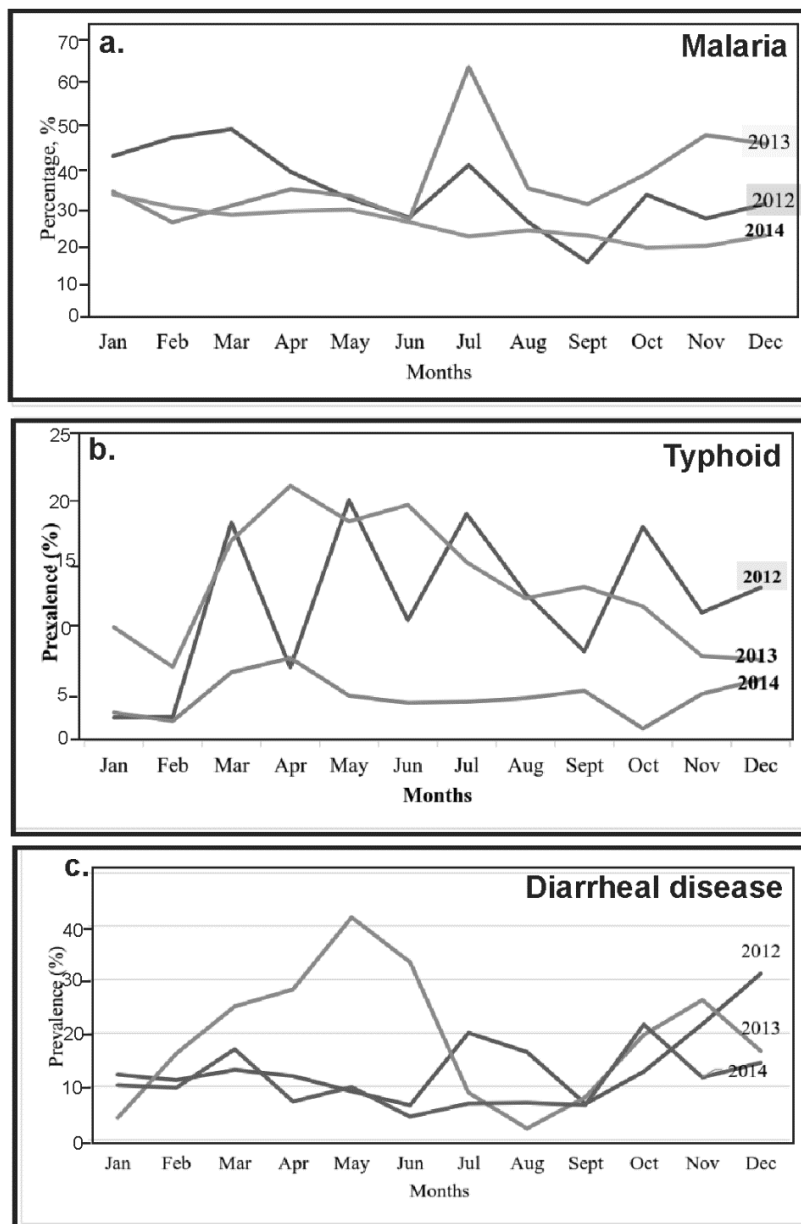 a.
Malaria
70
60
50
40
30
20
10
0
Percentage, %
2013
2012
2014
Jan Feb Mar Apr May Jun Jul Aug Sept Oct Nov Dec
Months
b.
Typhoid
25
20
15
10
5
0
Prexalence (%)
2012
2013
2014
Jan Feb Mar Apr May Jun Jul Aug Sept Oct Nov Dec
Months
c.
Diarrheal disease
40
30
20
10
0
Prevalence (%)
2012
2013
2014
Jan Feb Mar Apr May Jun Jul Aug Sept Oct Nov Dec
Months